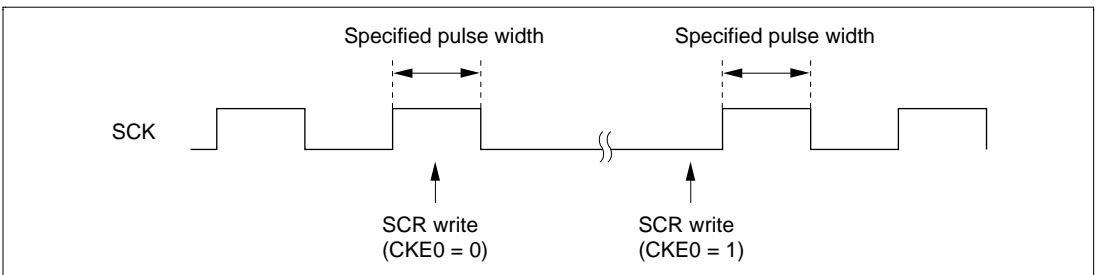 Specified pulse width
Specified pulse width
SCK
SCR write
(CKE0 = 0)
SCR write
(CKE0 = 1)